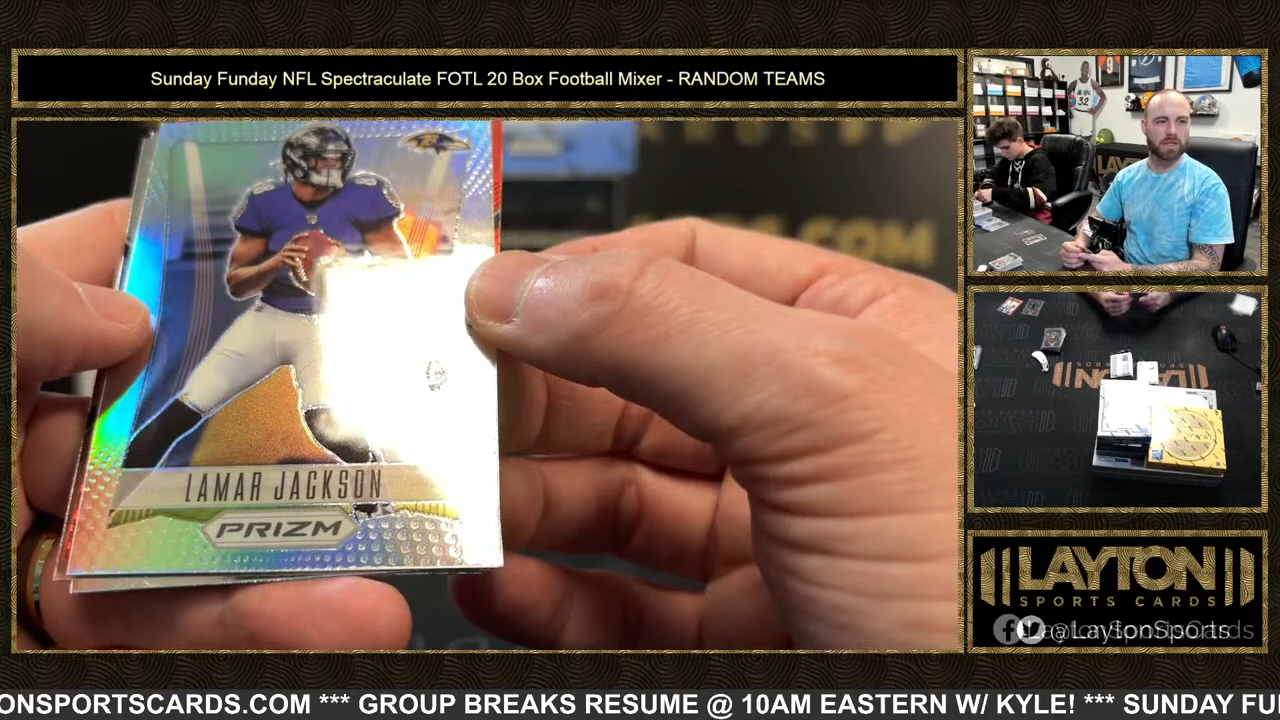 Sunday Funday NFL Spectraculate FOTL 20 Box Football Mixer - RANDOM TEAMS
LAMAR JACKSON
PRIZM
LAYTON
SPORTS CARDS
@LaytonSports
ONSPORTSCARDS.COM *** GROUP BREAKS RESUME @ 10AM EASTERN W/ KYLE! *** SUNDAY FU